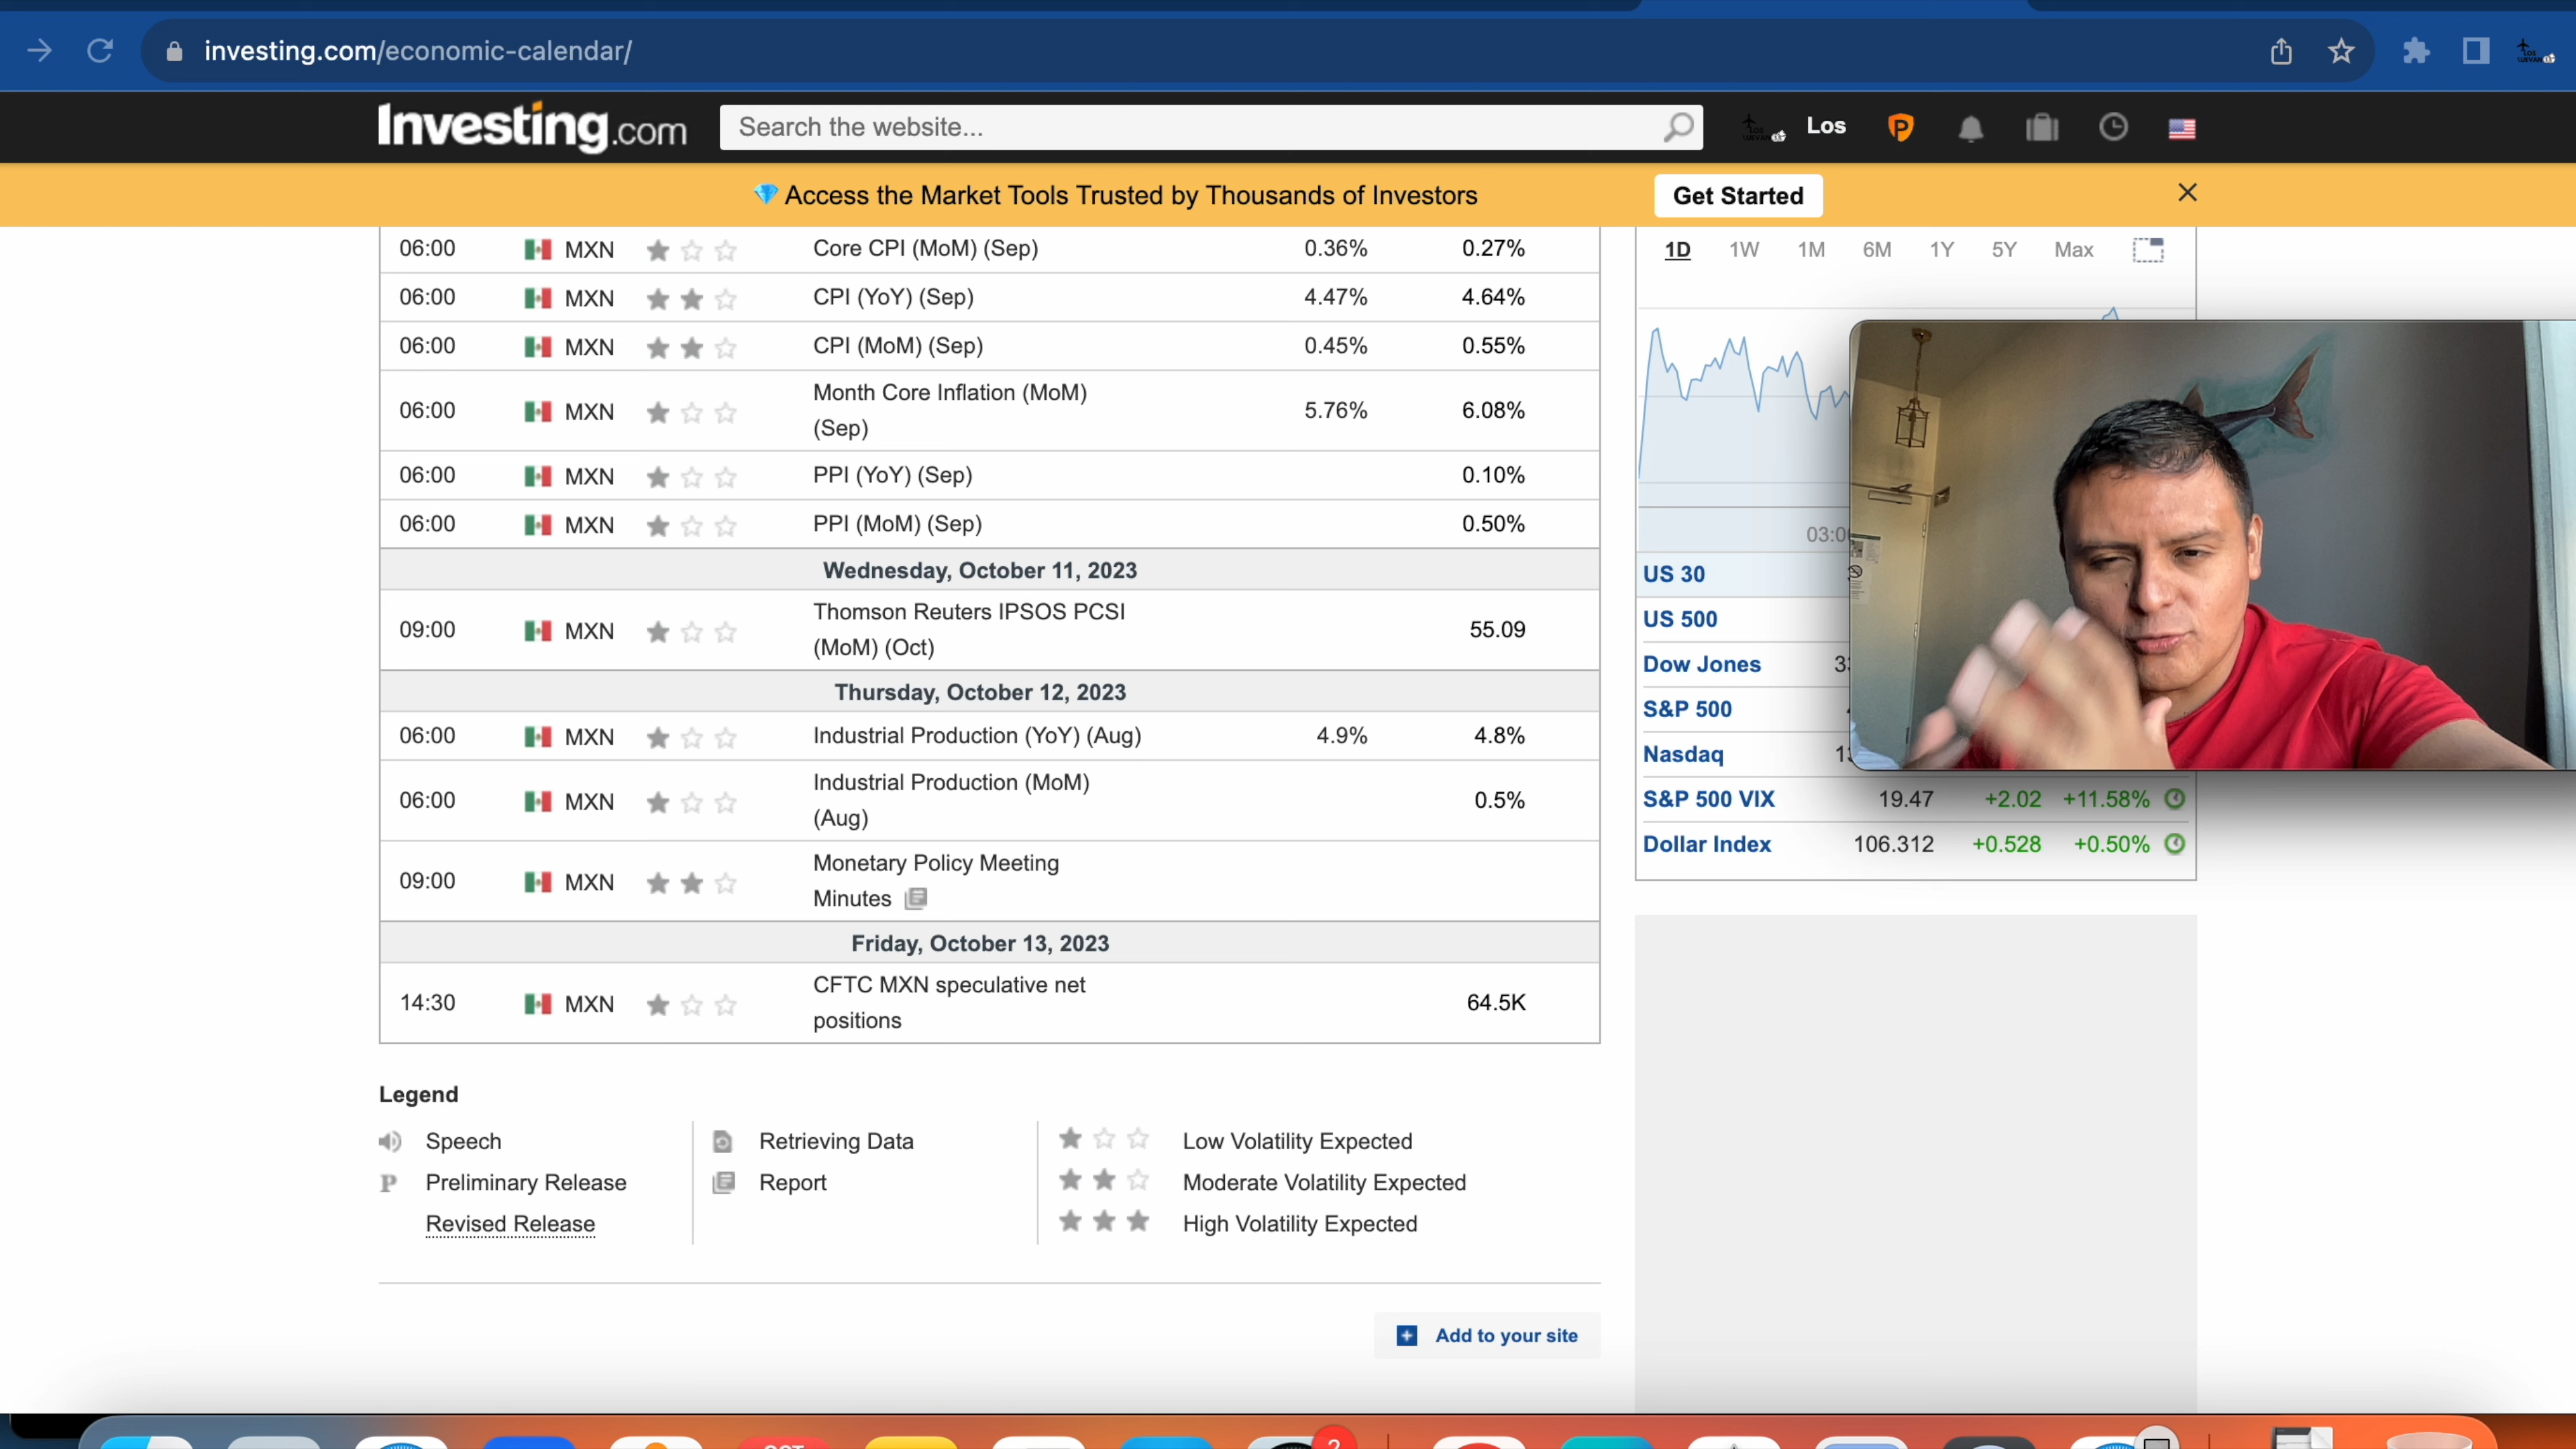 investing.com/economic-calendar/
Investing.com
Search the website...
Los
Access the Market Tools Trusted by Thousands of Investors
Get Started
06:00 MXN Core CPI (MoM) (Sep) 0.36% 0.27%
06:00 MXN CPI (YoY) (Sep) 4.47% 4.64%
06:00 MXN CPI (MoM) (Sep) 0.45% 0.55%
06:00 MXN Month Core Inflation (MoM) 5.76% 6.08%
(Sep)
06:00 MXN PPI (YoY) (Sep) 0.10%
06:00 MXN PPI (MoM) (Sep) 0.50%
Wednesday, October 11, 2023
09:00 MXN Thomson Reuters IPSOS PCSI 55.09
(MoM) (Oct)
Thursday, October 12, 2023
06:00 MXN Industrial Production (YoY) (Aug) 4.9% 4.8%
06:00 MXN Industrial Production (MoM) 0.5%
(Aug)
09:00 MXN Monetary Policy Meeting
Minutes
Friday, October 13, 2023
14:30 MXN CFTC MXN speculative net 64.5K
positions
Legend
Speech
Preliminary Release
Revised Release
Retrieving Data
Report
Low Volatility Expected
Moderate Volatility Expected
High Volatility Expected
Add to your site
1D 1W 1M 6M 1Y 5Y Max
US 30
US 500
Dow Jones
S&P 500
Nasdaq
S&P 500 VIX 19.47 +2.02 +11.58%
Dollar Index 106.312 +0.528 +0.50%